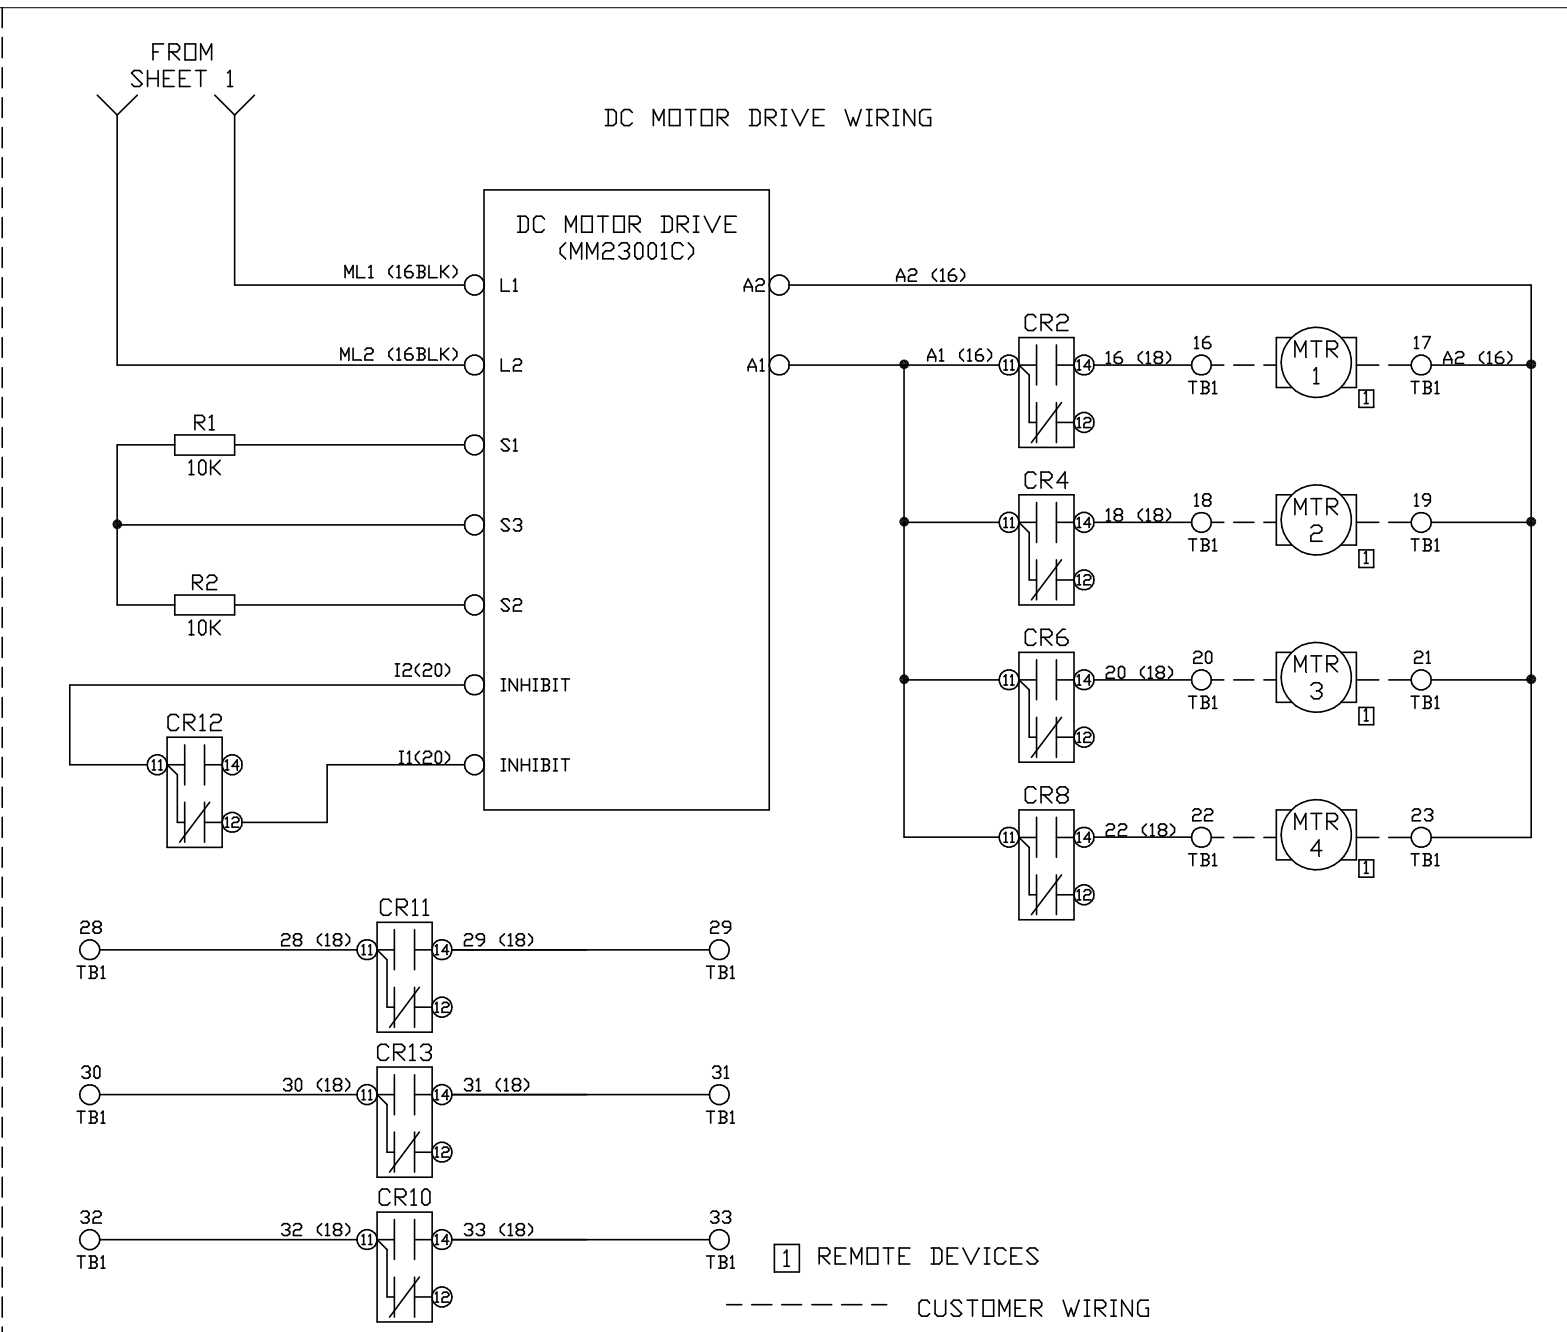 FROM
SHEET 1
DC MOTOR DRIVE WIRING
DC MOTOR DRIVE
(MM23001C)
ML1 (16BLK)
L1
A2
A2 (16)
ML2 (16BLK)
L2
A1
A1 (16)
CR2
11
14
12
16 (18)
16
TB1
MTR
1
1
17
TB1
A2 (16)
R1
10K
S1
S3
R2
10K
S2
CR4
11
14
12
18 (18)
18
TB1
MTR
2
1
19
TB1
I2(20)
INHIBIT
CR6
11
14
12
20 (18)
20
TB1
MTR
3
1
21
TB1
CR12
11
14
12
I1(20)
INHIBIT
CR8
11
14
12
22 (18)
22
TB1
MTR
4
1
23
TB1
28
TB1
28 (18)
CR11
11
14
12
29 (18)
29
TB1
30
TB1
30 (18)
CR13
11
14
12
31 (18)
31
TB1
32
TB1
32 (18)
CR10
11
14
12
33 (18)
33
TB1
1 REMOTE DEVICES
CUSTOMER WIRING